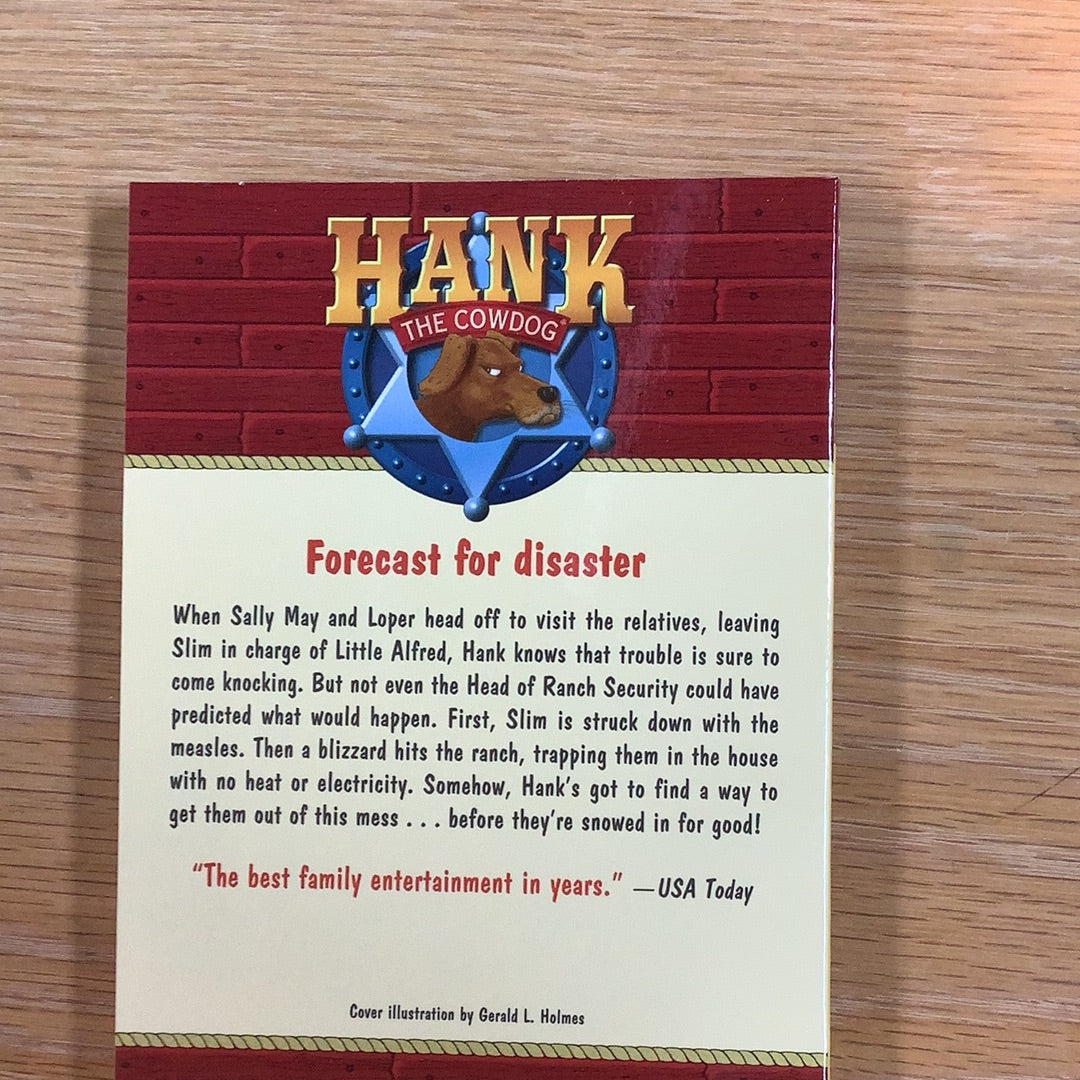 HANK
THE COWDOG
Forecast for disaster
When Sally May and Loper head off to visit the relatives, leaving
Slim in charge of Little Alfred, Hank knows that trouble is sure to
come knocking. But not even the Head of Ranch Security could have
predicted what would happen. First, Slim is struck down with the
measles. Then a blizzard hits the ranch, trapping them in the house
with no heat or electricity. Somehow, Hank's got to find a way to
get them out of this mess . . . before they're snowed in for good!
"The best family entertainment in years." —USA Today
Cover illustration by Gerald L. Holmes